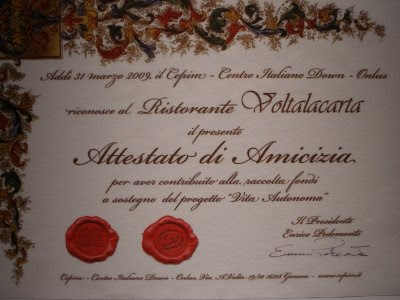 Addì 31 marzo 2009, il Cepim - Centro Italiano Down - Onlus
riconosce al Ristorante Voltalacarta
il presente
Attestato di Amicizia
per aver contribuito alla raccolta fondi
a sostegno del progetto "Vita Autonoma"
Il Presidente
Enrico Pedemonte
Cepim - Centro Italiano Down - Onlus. Via A.Volta 19/10 16128 Genova - www.cepim.it